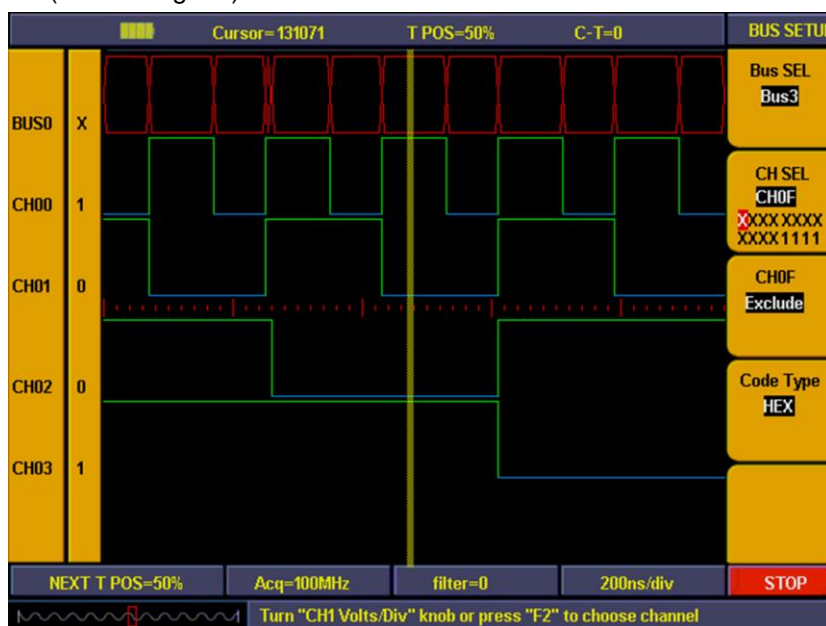 Cursor=131071 T POS=50% C-T=0 BUS SETU
BUS0 X
CH00 1
CH01 0
CH02 0
CH03 1
Bus SEL
Bus3
CH SEL
CH0F
XXXX XXXX
XXXX1111
CH0F
Exclude
Code Type
HEX
NEXT T POS=50% Acq=100MHz filter=0 200ns/div STOP
Turn "CH1 Volts/Div" knob or press "F2" to choose channel